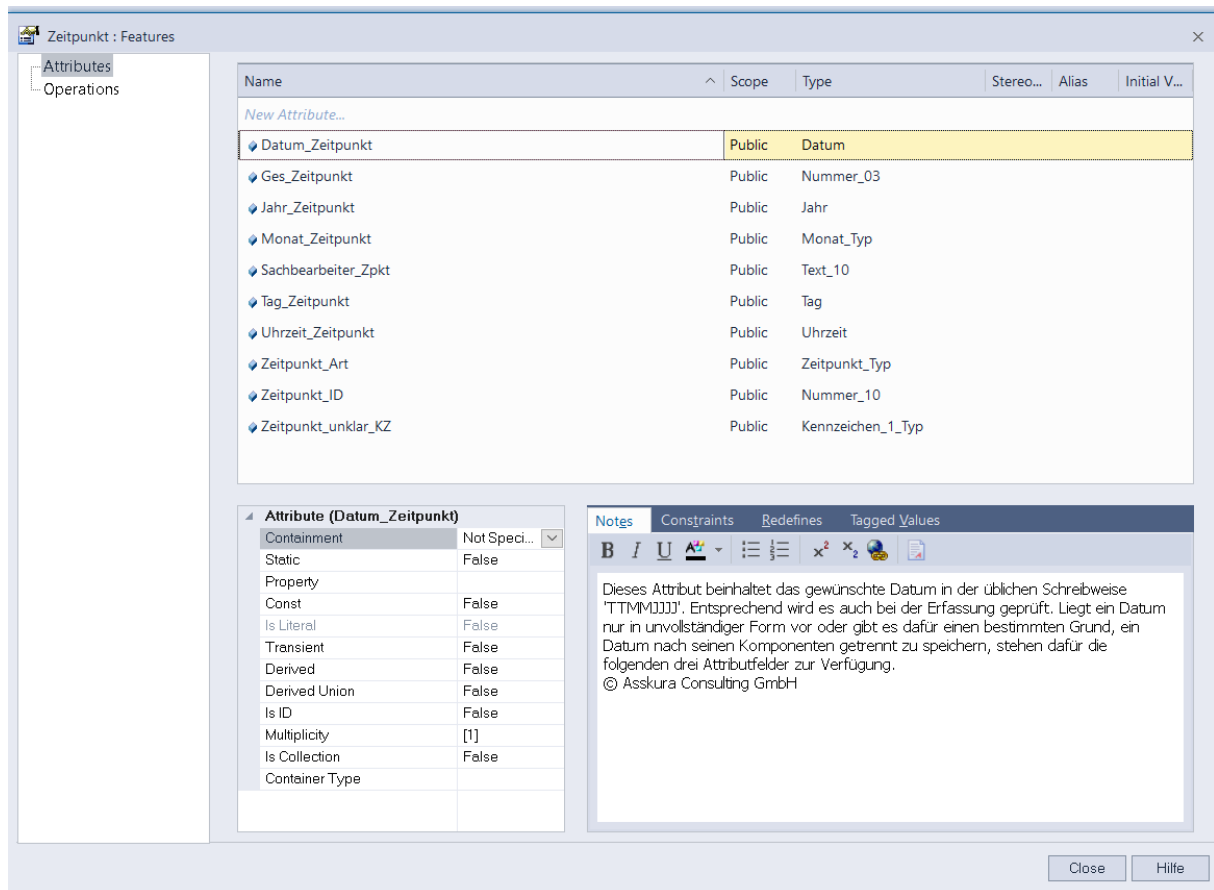 Zeitpunkt : Features
Attributes
Operations
Name Scope Type Stereo... Alias Initial V...
New Attribute...
Datum_Zeitpunkt Public Datum
Ges_Zeitpunkt Public Nummer_03
Jahr_Zeitpunkt Public Jahr
Monat_Zeitpunkt Public Monat_Typ
Sachbearbeiter_Zpkt Public Text_10
Tag_Zeitpunkt Public Tag
Uhrzeit_Zeitpunkt Public Uhrzeit
Zeitpunkt_Art Public Zeitpunkt_Typ
Zeitpunkt_ID Public Nummer_10
Zeitpunkt_unklar_KZ Public Kennzeichen_1_Typ
Attribute (Datum_Zeitpunkt)
Containment Not Speci...
Static False
Property
Const False
Is Literal False
Transient False
Derived False
Derived Union False
Is ID False
Multiplicity [1]
Is Collection False
Container Type
Notes Constraints Redefines Tagged Values
B I U A x² x₂
Dieses Attribut beinhaltet das gewünschte Datum in der üblichen Schreibweise
'TTMMJJJJ'. Entsprechend wird es auch bei der Erfassung geprüft. Liegt ein Datum
nur in unvollständiger Form vor oder gibt es dafür einen bestimmten Grund, ein
Datum nach seinen Komponenten getrennt zu speichern, stehen dafür die
folgenden drei Attributfelder zur Verfügung.
© Asskura Consulting GmbH
Close Hilfe